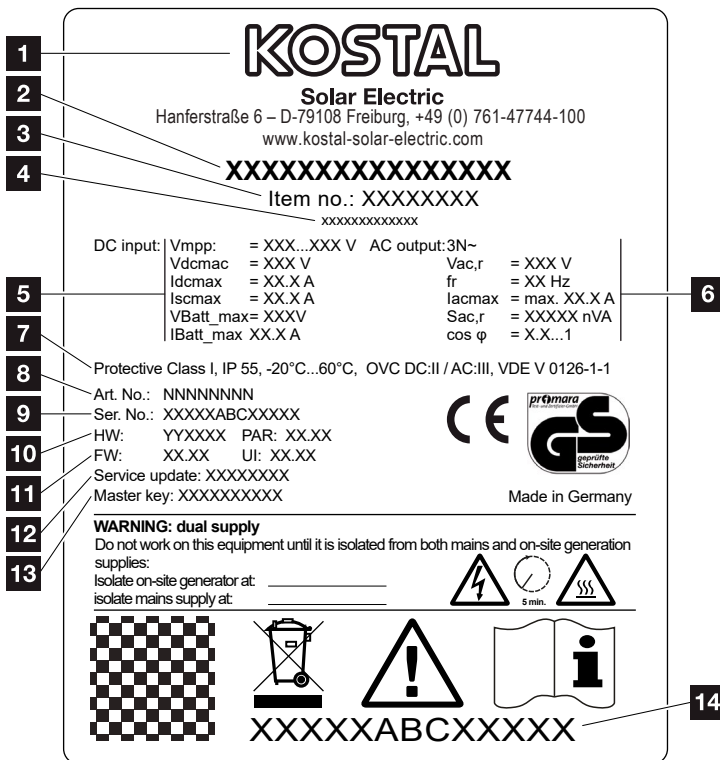 1
KOSTAL
Solar Electric
2
Hanferstraße 6 – D-79108 Freiburg, +49 (0) 761-47744-100
3
www.kostal-solar-electric.com
4
XXXXXXXXXXXXXXXX
Item no.: XXXXXXXX
xxxxxxxxxxxxx
DC input: Vmpp: = XXX...XXX V AC output: 3N~
Vdcmac = XXX V Vac,r = XXX V
5
Idcmax = XX.X A fr = XX Hz
6
Iscmax = XX.X A Iacmax = max. XX.X A
VBatt_max = XXXV Sac,r = XXXXX nVA
7
IBatt_max XX.X A cos φ = X.X...1
Protective Class I, IP 55, -20°C...60°C, OVC DC:II / AC:III, VDE V 0126-1-1
8
Art. No.: NNNNNNNN
9
Ser. No.: XXXXXABCXXXXX
10
HW: YYXXXX PAR: XX.XX
11
FW: XX.XX UI: XX.XX
12
Service update: XXXXXXXX
13
Master key: XXXXXXXXXX
CE
promara
GS
geprüfte
Sicherheit
Made in Germany
WARNING: dual supply
Do not work on this equipment until it is isolated from both mains and on-site generation
supplies:
Isolate on-site generator at:
isolate mains supply at:
5 min.
i
14
XXXXXABCXXXXX